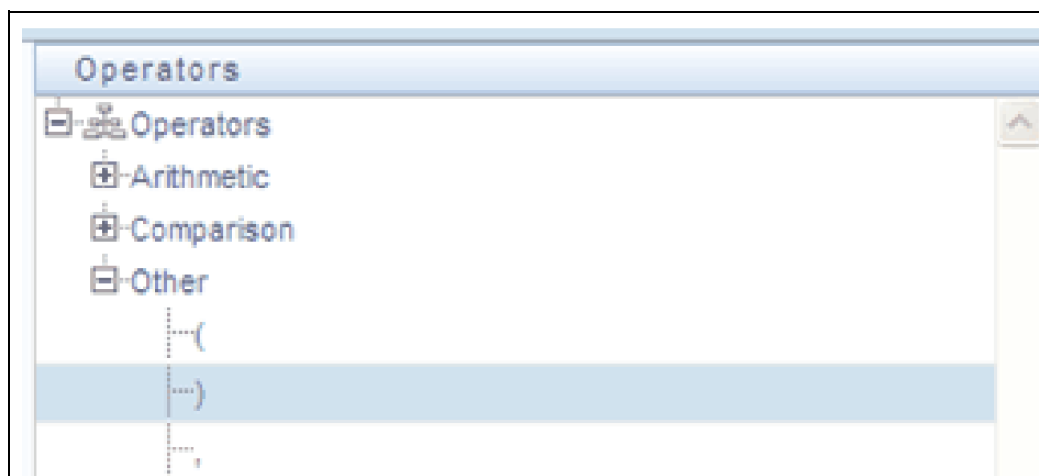 Operators
Operators
Arithmetic
Comparison
Other
(
)
,